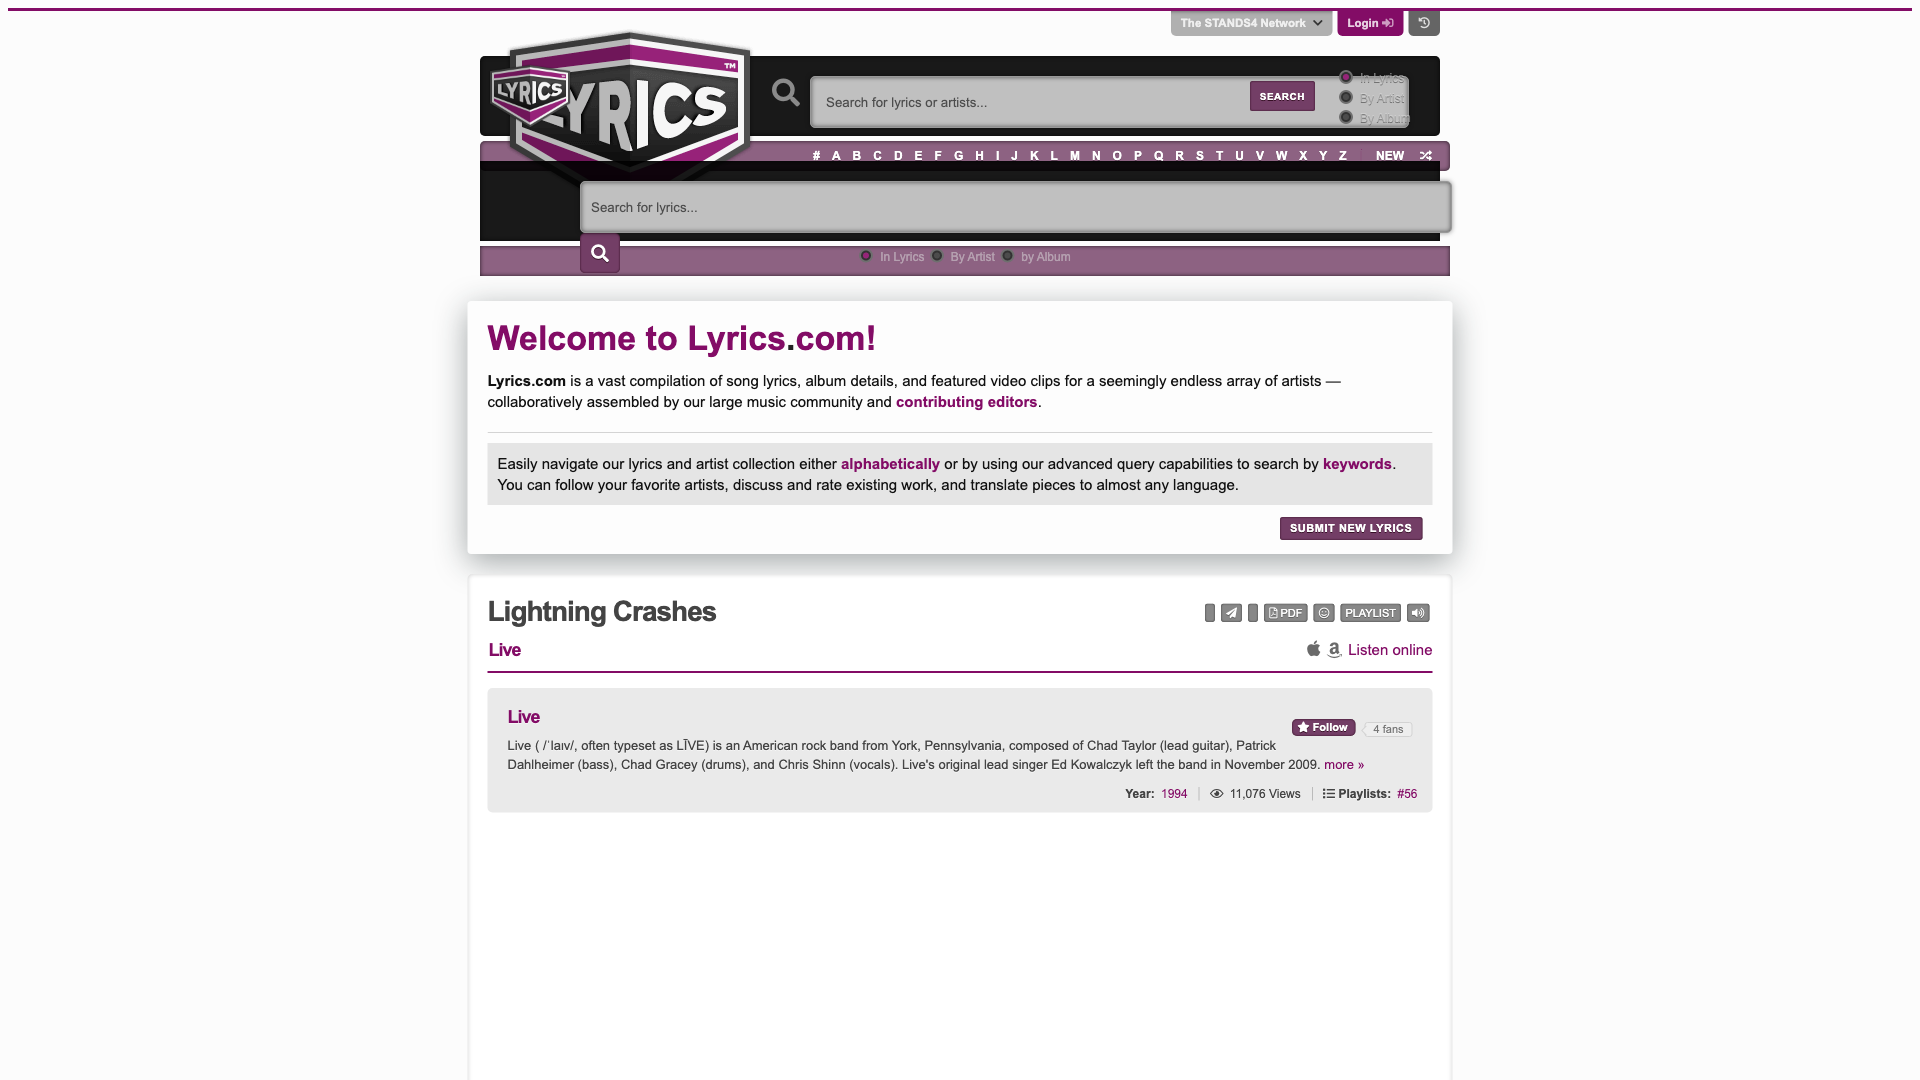 The STANDS4 Network
Login
LYRICS
LYRICS
TM
Search for lyrics or artists...
SEARCH
In Lyrics
By Artist
By Album
# A B C D E F G H I J K L M N O P Q R S T U V W X Y Z NEW
Search for lyrics...
In Lyrics By Artist by Album
Welcome to Lyrics.com!
Lyrics.com is a vast compilation of song lyrics, album details, and featured video clips for a seemingly endless array of artists —
collaboratively assembled by our large music community and contributing editors.
Easily navigate our lyrics and artist collection either alphabetically or by using our advanced query capabilities to search by keywords.
You can follow your favorite artists, discuss and rate existing work, and translate pieces to almost any language.
SUBMIT NEW LYRICS
Lightning Crashes
PDF PLAYLIST
Live
Listen online
Live
Follow 4 fans
Live ( /ˈlaɪv/, often typeset as LĪVE) is an American rock band from York, Pennsylvania, composed of Chad Taylor (lead guitar), Patrick
Dahlheimer (bass), Chad Gracey (drums), and Chris Shinn (vocals). Live's original lead singer Ed Kowalczyk left the band in November 2009. more »
Year: 1994 11,076 Views Playlists: #56